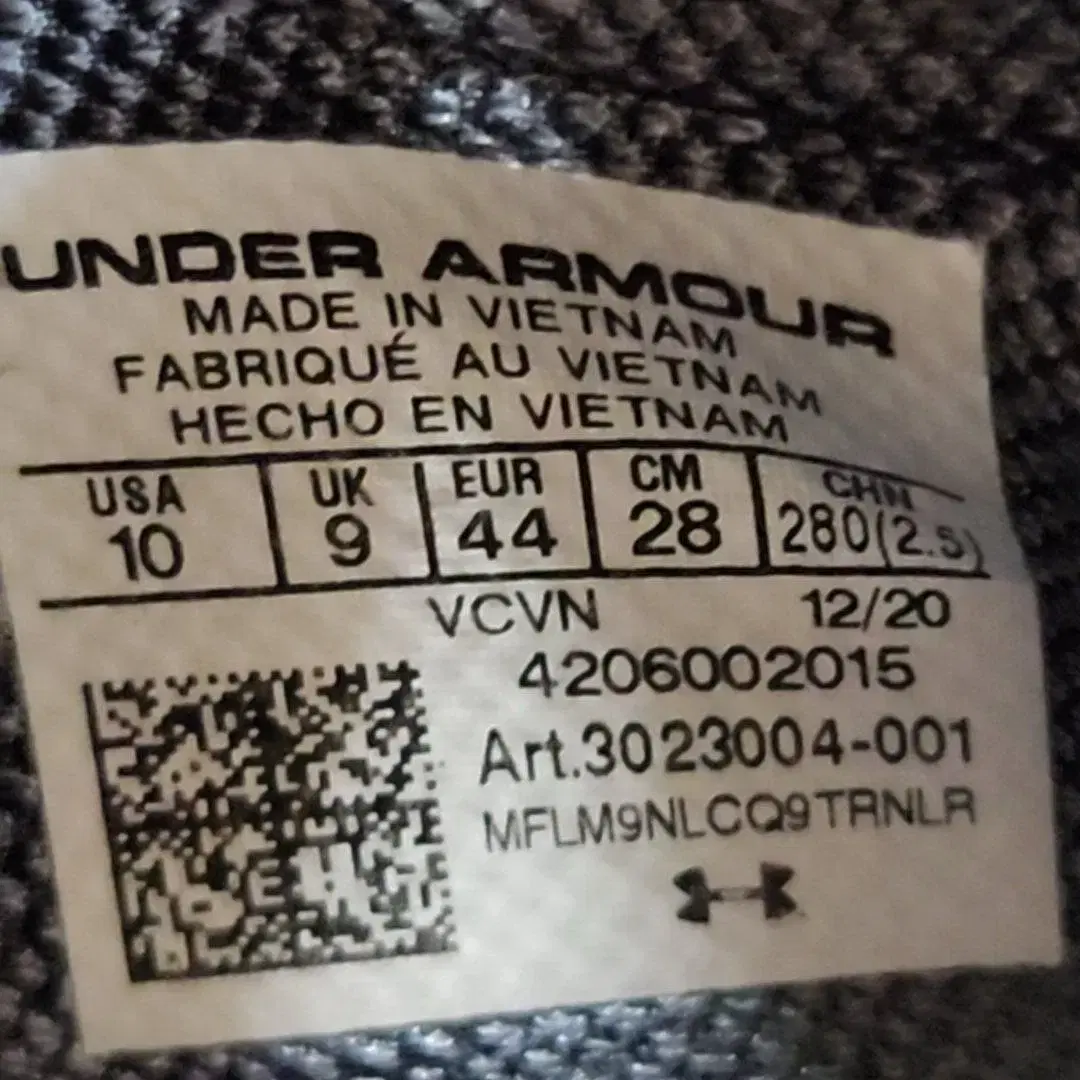 UNDER ARMOUR
MADE IN VIETNAM
FABRIQUÉ AU VIETNAM
HECHO EN VIETNAM
USA UK EUR CM CHN
10 9 44 28 280(2.5)
VCVN 12/20
4206002015
Art.3023004-001
MFLM9NLCQ9TRNLR